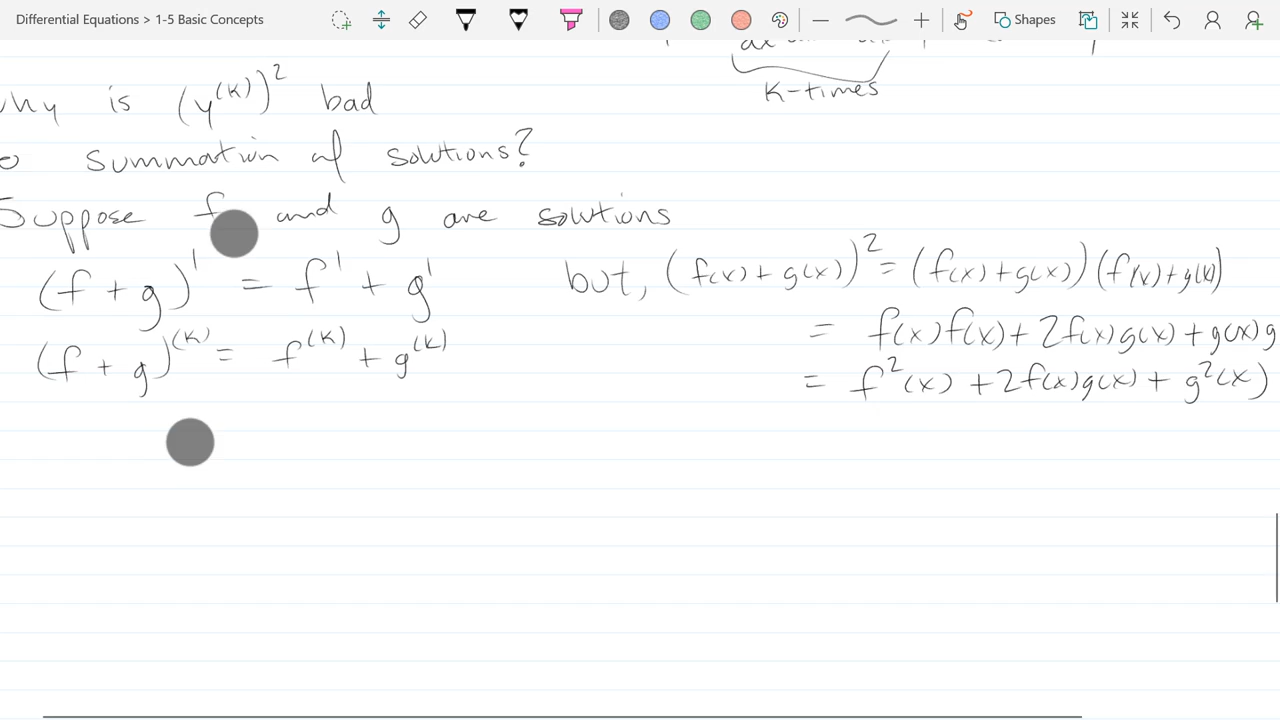 Differential Equations > 1-5 Basic Concepts
Shapes
K-times
is (y^(K))^2 bad
summation of solutions?
Suppose f and g are solutions
(f + g)' = f' + g'
but, (f(x) + g(x))^2 = (f(x) + g(x))(f(x) + g(x))
= f(x)f(x) + 2f(x)g(x) + g(x)g
(f + g)^(K) = f^(K) + g^(K)
= f^2(x) + 2f(x)g(x) + g^2(x)